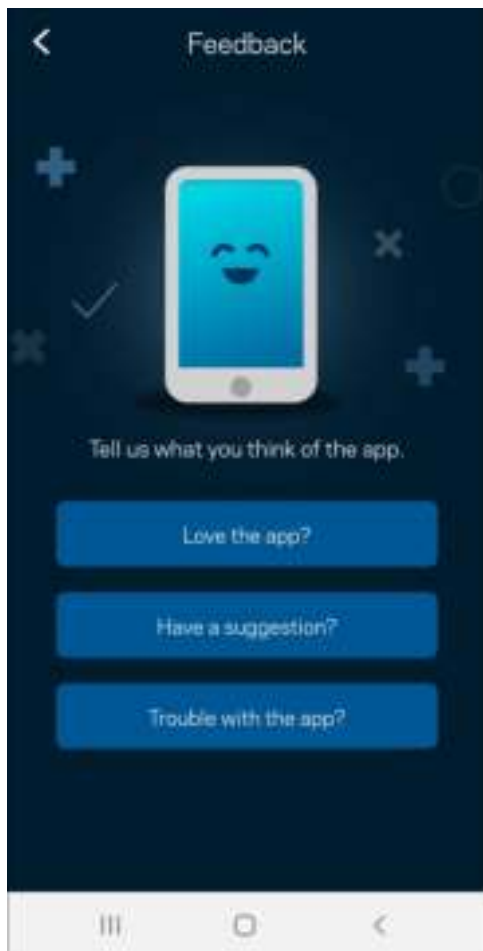 Feedback
Tell us what you think of the app.
Love the app?
Have a suggestion?
Trouble with the app?